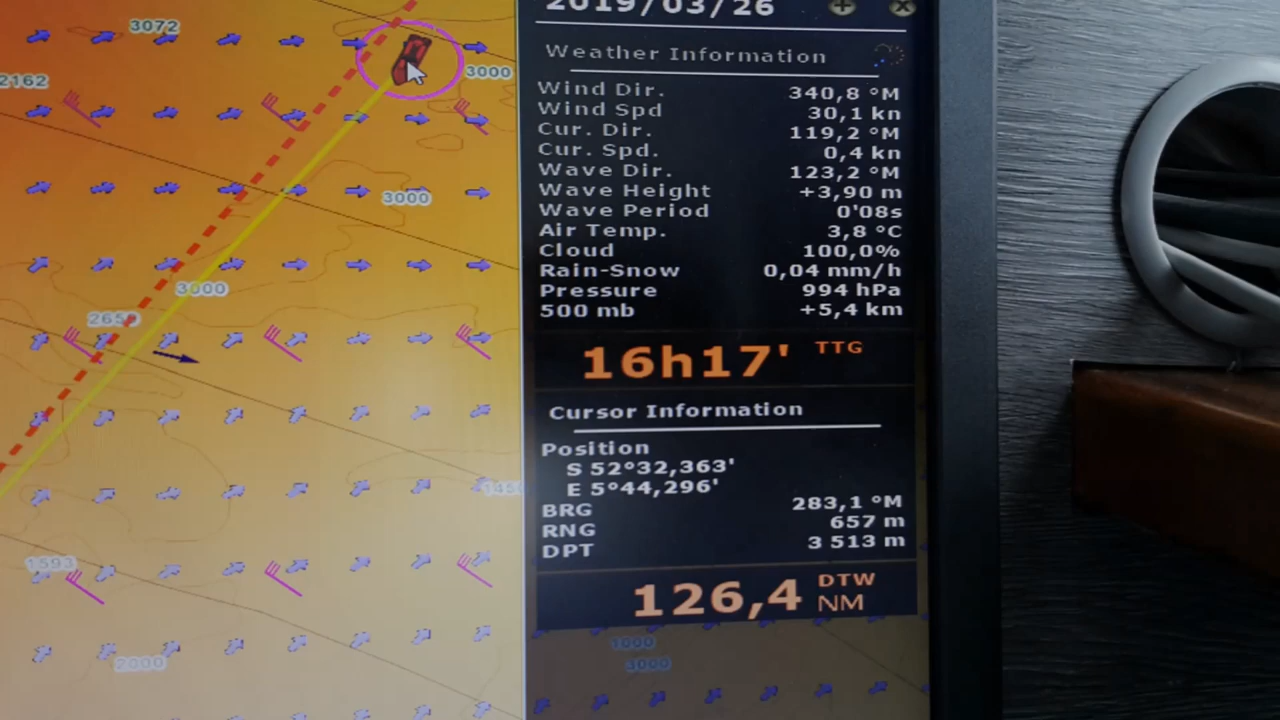 2019/03/26
3072
2162
3000
3000
3000
2659
1593
2000
Weather Information
Wind Dir. 340,8 °M
Wind Spd 30,1 kn
Cur. Dir. 119,2 °M
Cur. Spd. 0,4 kn
Wave Dir. 123,2 °M
Wave Height +3,90 m
Wave Period 0'08s
Air Temp. 3,8 °C
Cloud 100,0%
Rain-Snow 0,04 mm/h
Pressure 994 hPa
500 mb +5,4 km
16h17' TTG
Cursor Information
Position
S 52°32,363'
E 5°44,296'
BRG 283,1 °M
RNG 657 m
DPT 3 513 m
126,4 DTW
NM
1000
3000